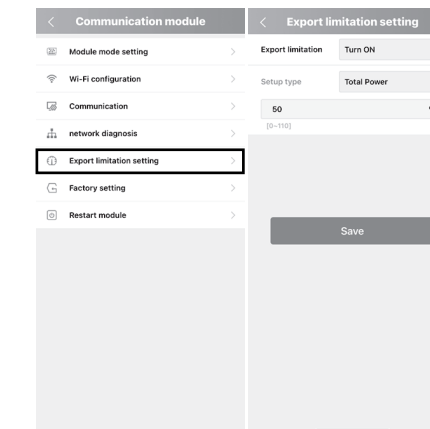 Communication module
Module mode setting
Wi-Fi configuration
Communication
network diagnosis
Export limitation setting
Factory setting
Restart module
Export limitation setting
Export limitation Turn ON
Setup type Total Power
50
[0~110]
Save